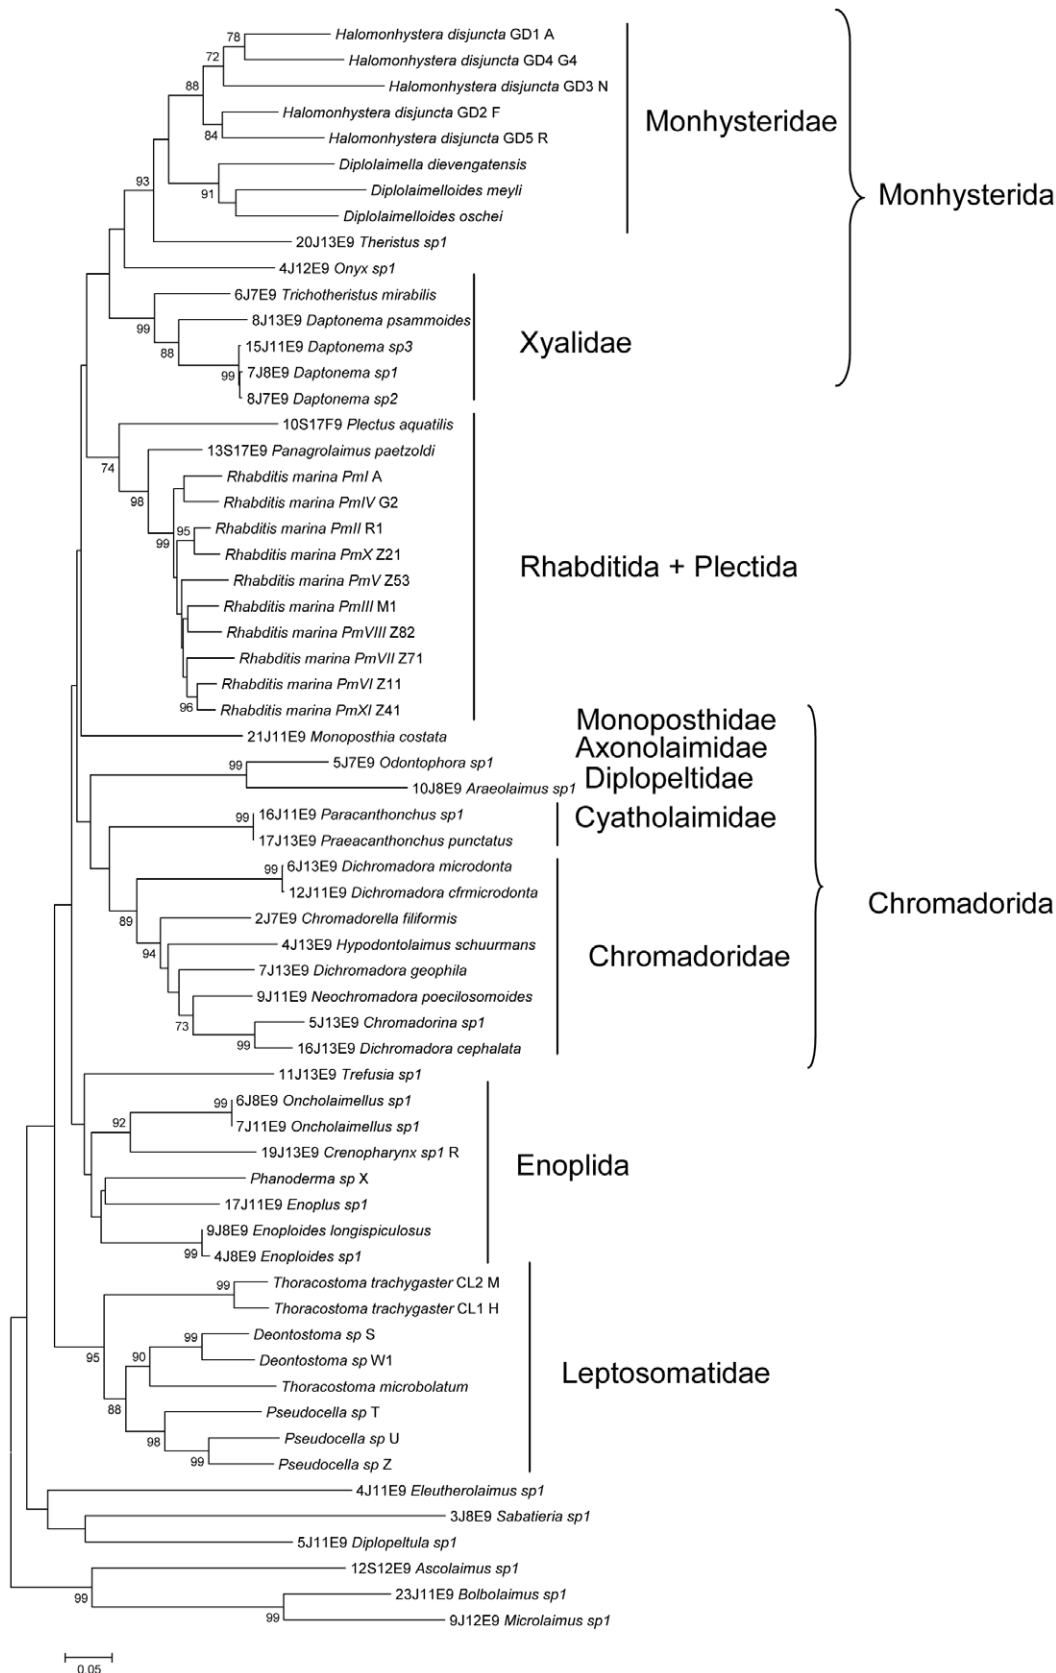 78
Halomonhystera disjuncta GD1 A
72
Halomonhystera disjuncta GD4 G4
88
Halomonhystera disjuncta GD3 N
Halomonhystera disjuncta GD2 F
84
Halomonhystera disjuncta GD5 R
Monhysteridae
Diplolaimella dievengatensis
93
91
Diplolaimelloides meyli
Monhysterida
Diplolaimelloides oschei
20J13E9 Theristus sp1
4J12E9 Onyx sp1
6J7E9 Trichotheristus mirabilis
99
8J13E9 Daptonema psammoides
88
15J11E9 Daptonema sp3
Xyalidae
99
7J8E9 Daptonema sp1
8J7E9 Daptonema sp2
10S17F9 Plectus aquatilis
74
13S17E9 Panagrolaimus paetzoldi
98
Rhabditis marina PmI A
Rhabditis marina PmIV G2
95
Rhabditis marina PmII R1
99
Rhabditis marina PmX Z21
Rhabditida + Plectida
Rhabditis marina PmV Z53
Rhabditis marina PmIII M1
Rhabditis marina PmVIII Z82
Rhabditis marina PmVII Z71
Rhabditis marina PmVI Z11
96
Rhabditis marina PmXI Z41
Monoposthidae
21J11E9 Monoposthia costata
Axonolaimidae
99
5J7E9 Odontophora sp1
Diplopeltidae
10J8E9 Araeolaimus sp1
99
16J11E9 Paracanthonchus sp1
Cyatholaimidae
17J13E9 Praeacanthonchus punctatus
99
6J13E9 Dichromadora microdonta
12J11E9 Dichromadora cfrmicrodonta
Chromadorida
89
2J7E9 Chromadorella filiformis
94
4J13E9 Hypodontolaimus schuurmans
Chromadoridae
7J13E9 Dichromadora geophila
9J11E9 Neochromadora poecilosomoides
73
5J13E9 Chromadorina sp1
99
16J13E9 Dichromadora cephalata
11J13E9 Trefusia sp1
99
6J8E9 Oncholaimellus sp1
92
7J11E9 Oncholaimellus sp1
19J13E9 Crenopharynx sp1 R
Enoplida
Phanoderma sp X
17J11E9 Enoplus sp1
9J8E9 Enoploides longispiculosus
99
4J8E9 Enoploides sp1
99
Thoracostoma trachygaster CL2 M
Thoracostoma trachygaster CL1 H
99
Deontostoma sp S
95
90
Deontostoma sp W1
Leptosomatidae
Thoracostoma microbolatum
88
Pseudocella sp T
98
Pseudocella sp U
99
Pseudocella sp Z
4J11E9 Eleutherolaimus sp1
3J8E9 Sabatieria sp1
5J11E9 Diplopeltula sp1
12S12E9 Ascolaimus sp1
99
23J11E9 Bolbolaimus sp1
99
9J12E9 Microlaimus sp1
0.05